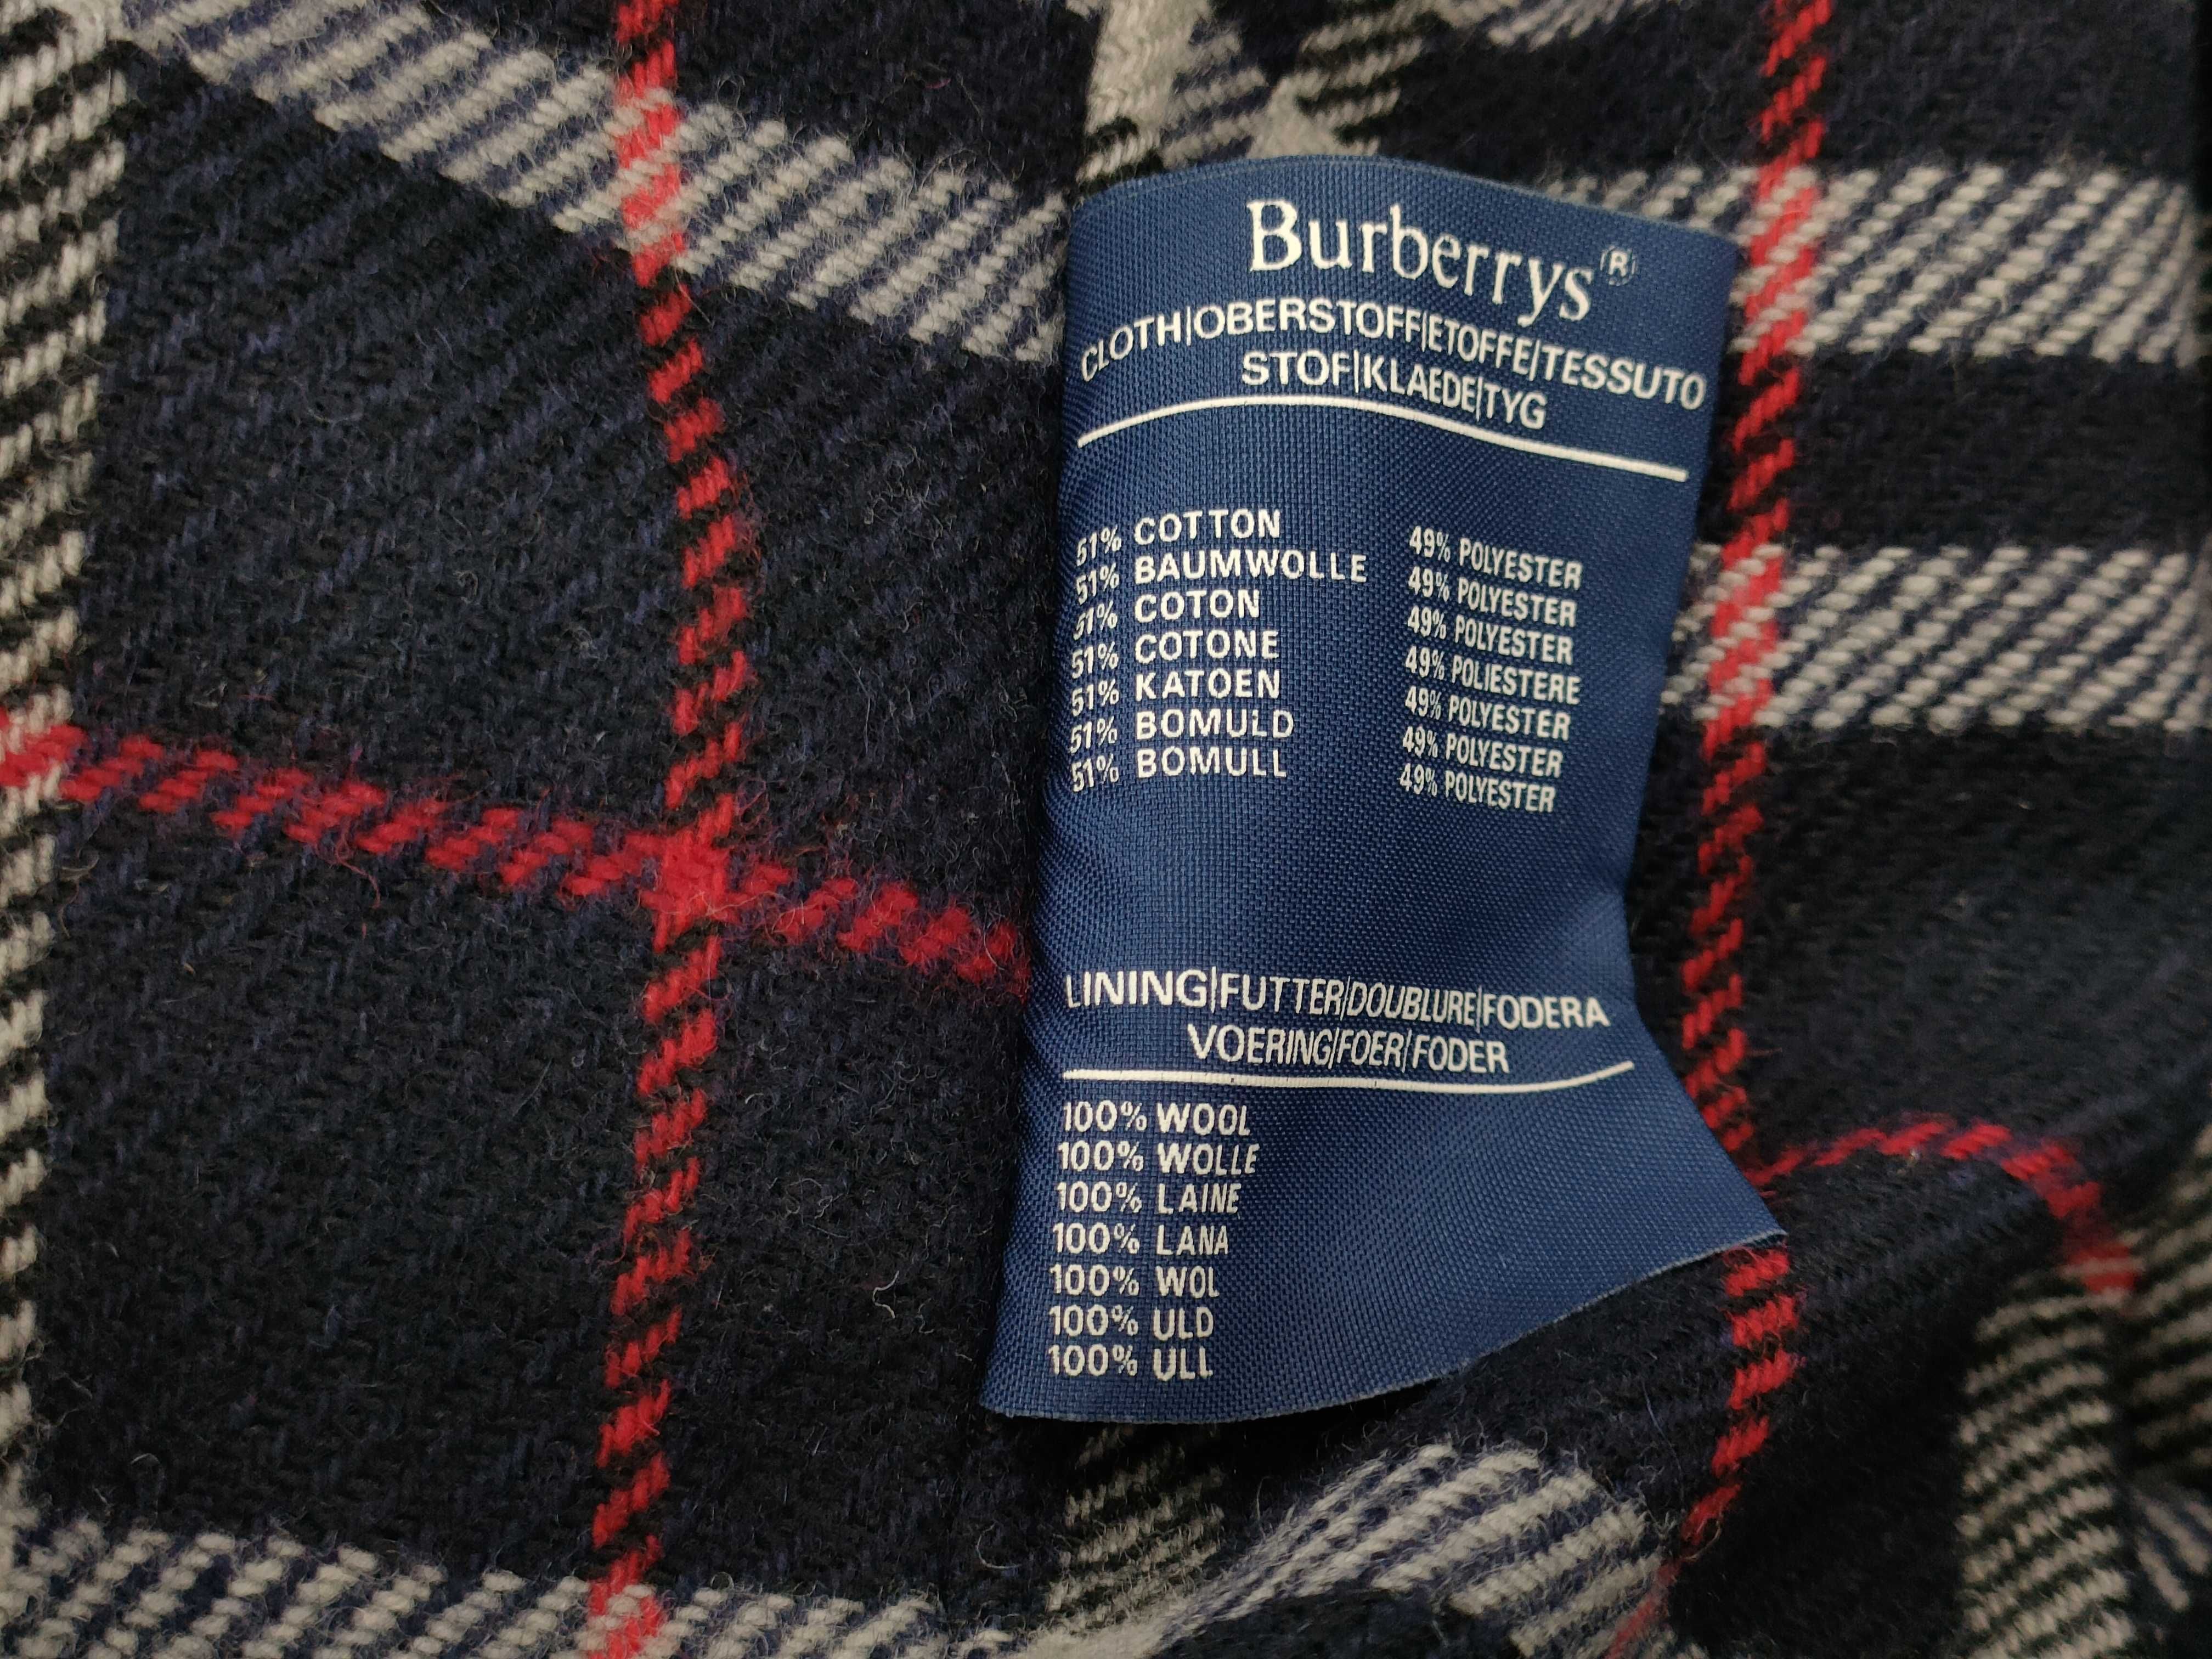 Burberrys®
CLOTH|OBERSTOFF|ETOFFE|TESSUTO
STOF|KLAEDE|TYG
51% COTTON 49% POLYESTER
51% BAUMWOLLE 49% POLYESTER
51% COTON 49% POLYESTER
51% COTONE 49% POLIESTERE
51% KATOEN 49% POLYESTER
51% BOMULD 49% POLYESTER
51% BOMULL 49% POLYESTER
LINING|FUTTER|DOUBLURE|FODERA
VOERING|FOER|FODER
100% WOOL
100% WOLLE
100% LAINE
100% LANA
100% WOL
100% ULD
100% ULL